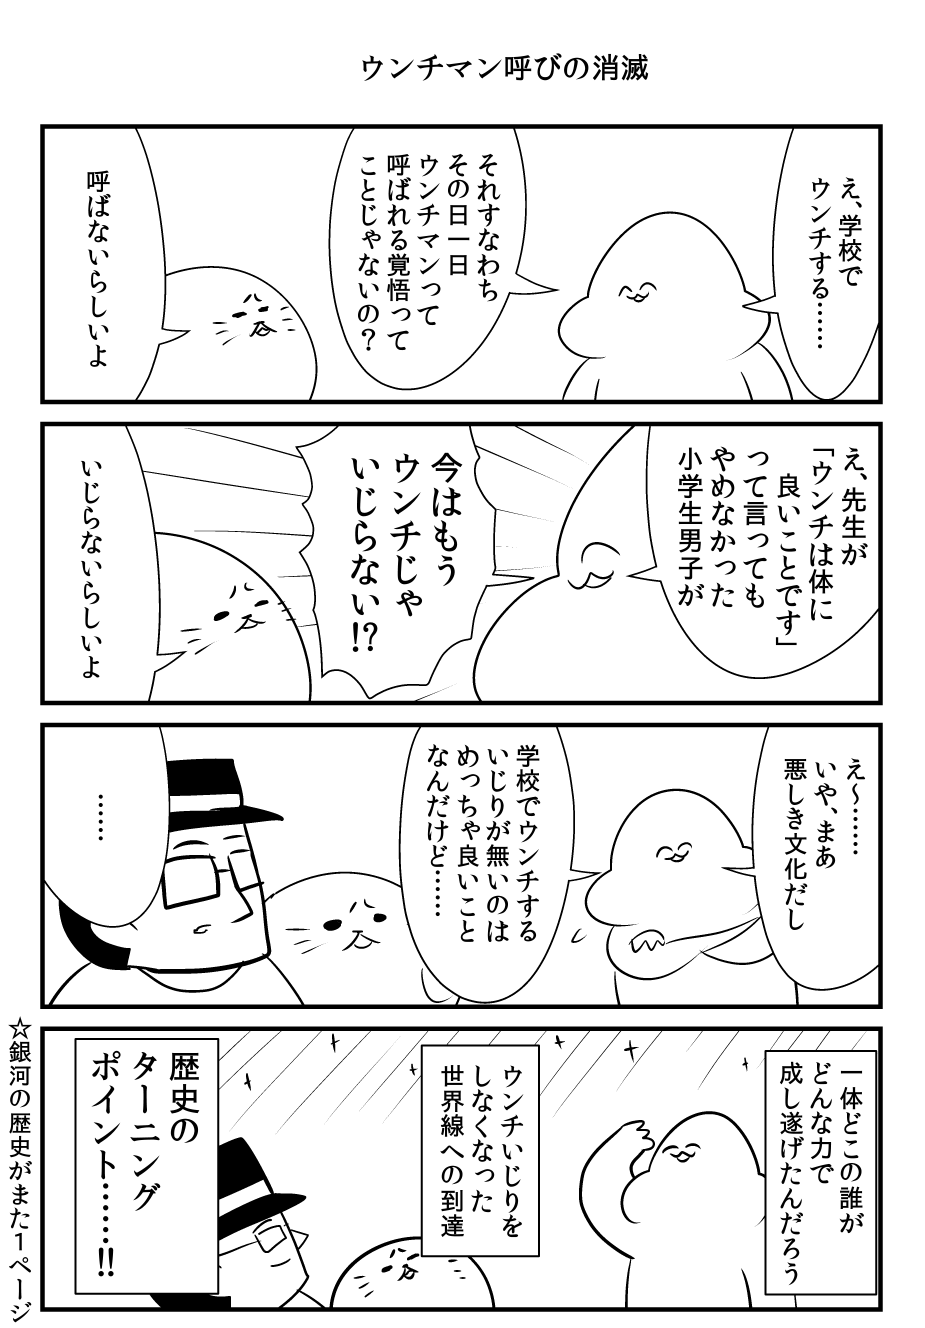 ウンチマン呼びの消滅
え、学校で
ウンチする……
それすなわち
その日一日
ウンチマンって
呼ばれる覚悟って
ことじゃないの?
呼ばないらしいよ
え、先生が
「ウンチは体に
良いことです」
って言っても
やめなかった
小学生男子が
今はもう
ウンチじゃ
いじらない!?
いじらないらしいよ
え〜……
いや、まあ
悪しき文化だし
学校でウンチする
いじりが無いのは
めっちゃ良いこと
なんだけど……
……
一体どこの誰が
どんな力で
成し遂げたんだろう
ウンチいじりを
しなくなった
世界線への到達
歴史の
ターニング
ポイント……!!
☆銀河の歴史がまた1ページ